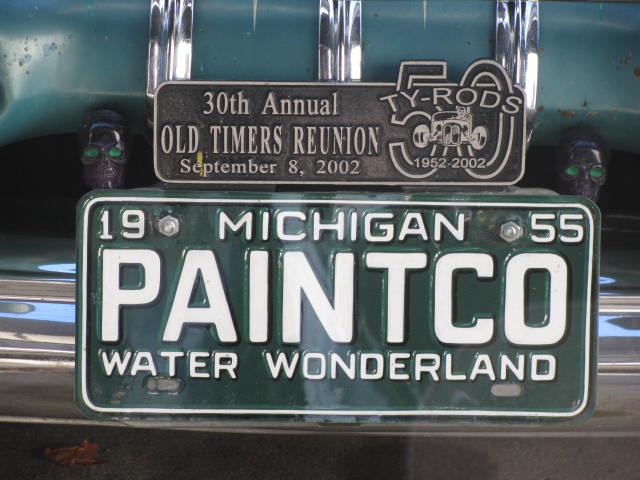 30th Annual
OLD TIMERS REUNION
September 8, 2002
TY-RODS
50
1952-2002
19 MICHIGAN 55
PAINTCO
WATER WONDERLAND